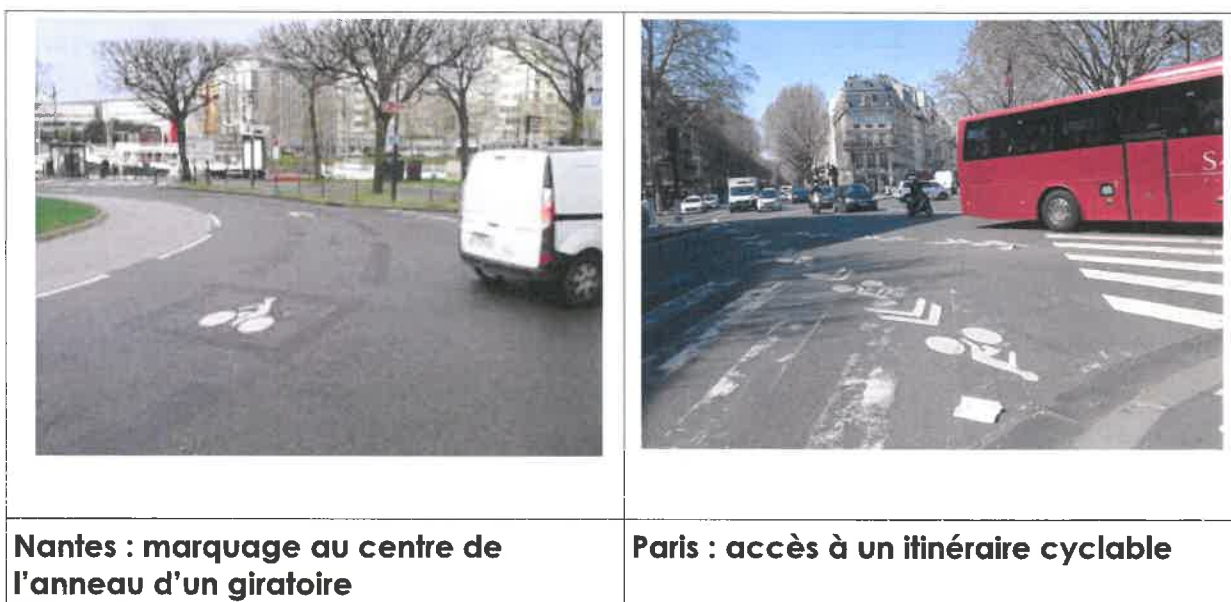 Nantes : marquage au centre de
l'anneau d'un giratoire
Paris : accès à un itinéraire cyclable